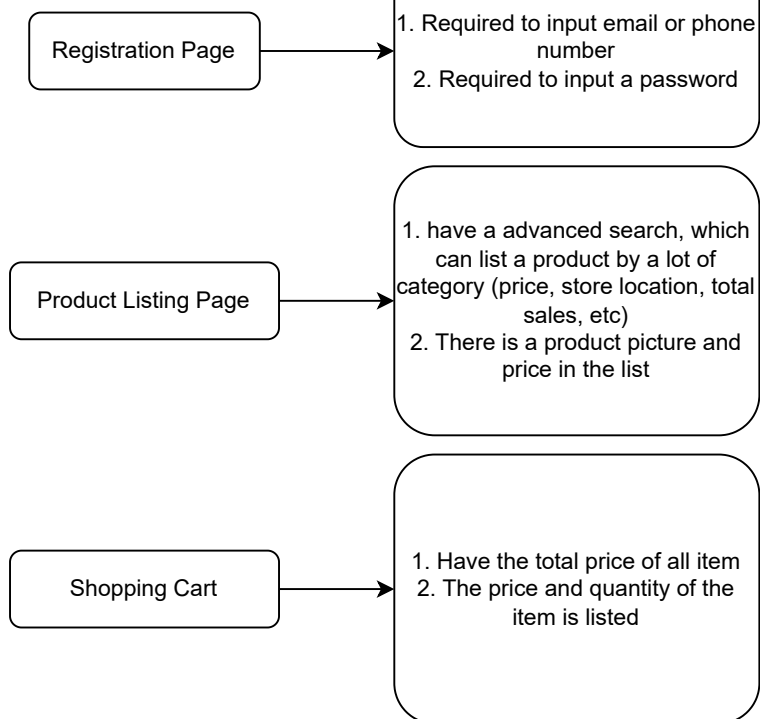 Registration Page
1. Required to input email or phone
number
2. Required to input a password
Product Listing Page
1. have a advanced search, which
can list a product by a lot of
category (price, store location, total
sales, etc)
2. There is a product picture and
price in the list
Shopping Cart
1. Have the total price of all item
2. The price and quantity of the
item is listed